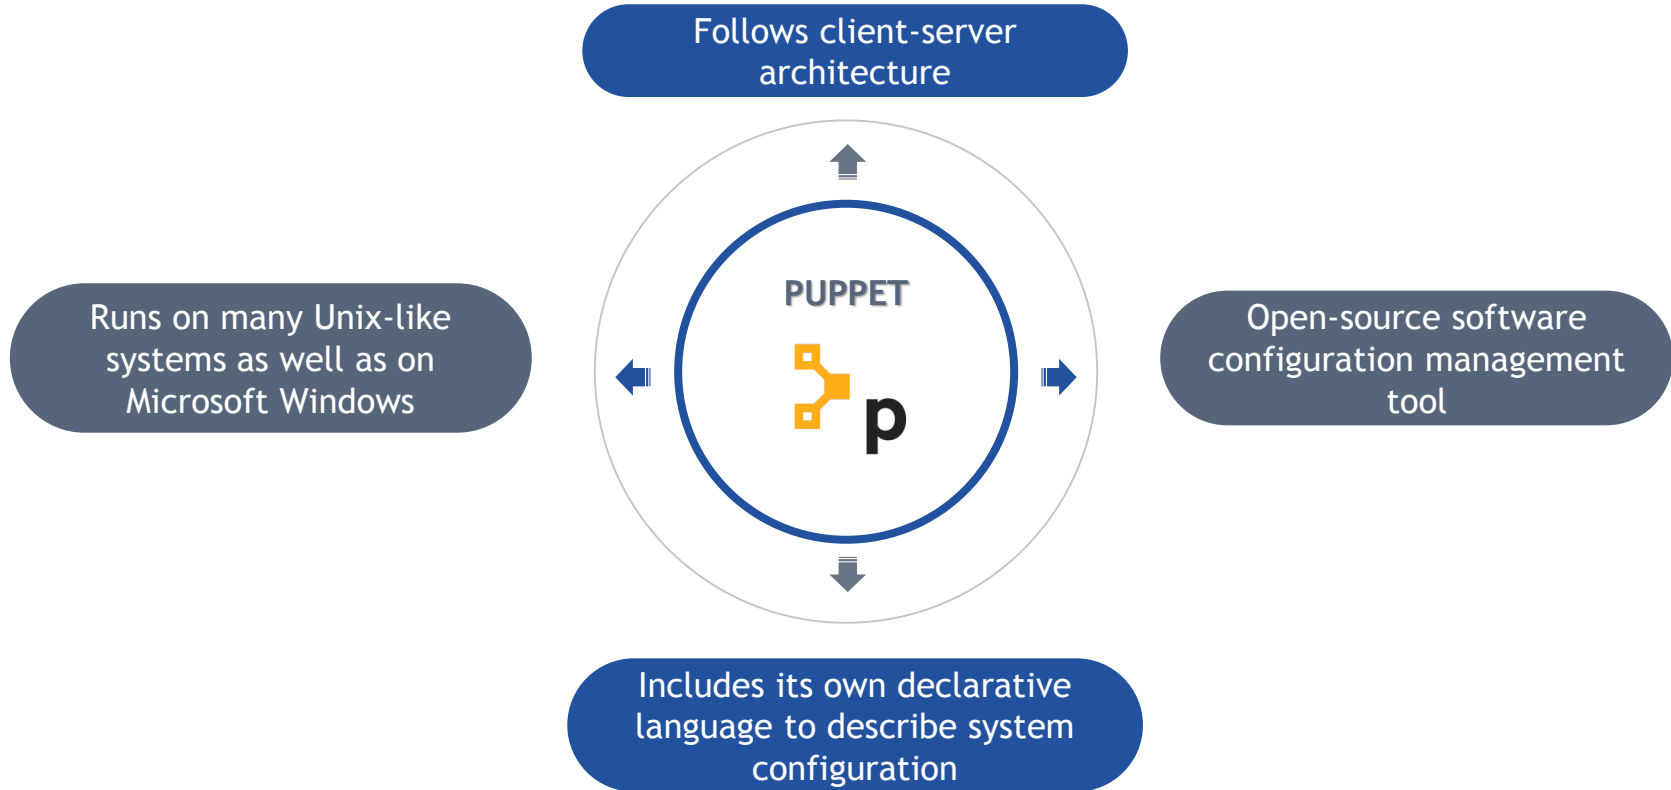 Follows client-server
architecture
PUPPET
p
Runs on many Unix-like
systems as well as on
Microsoft Windows
Open-source software
configuration management
tool
Includes its own declarative
language to describe system
configuration